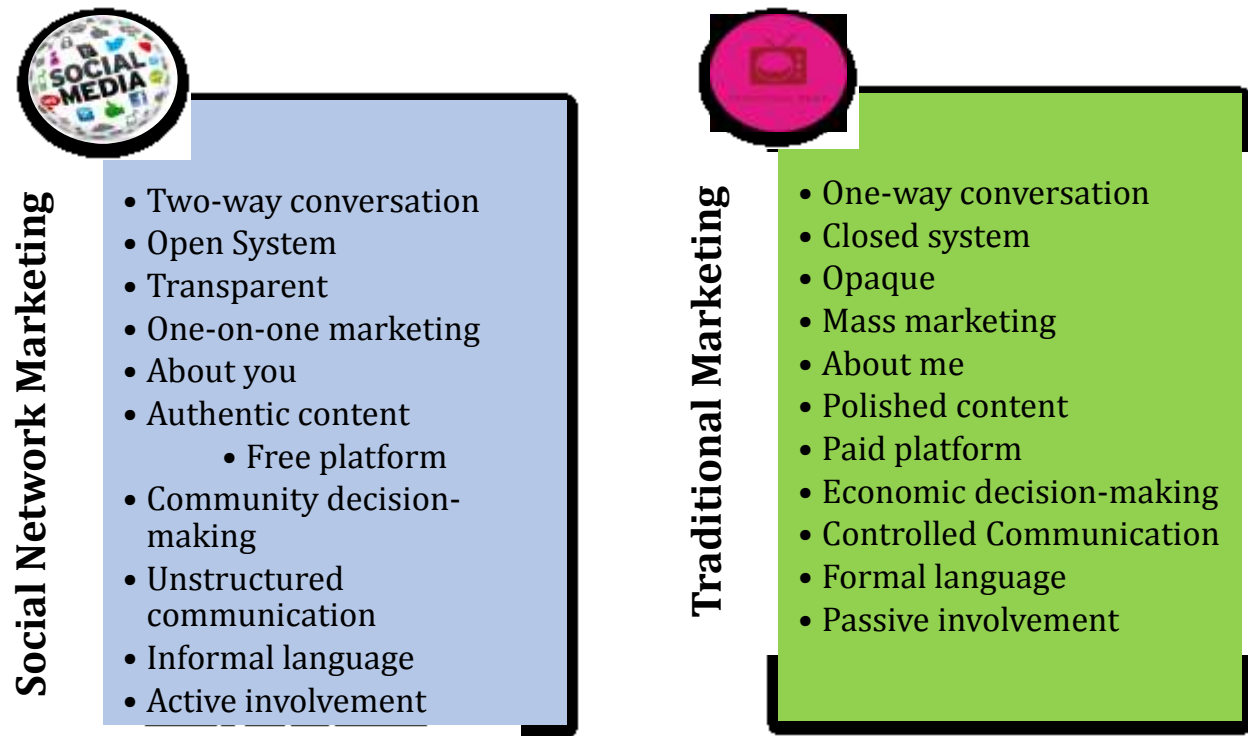 SOCIAL
MEDIA
Social Network Marketing
• Two-way conversation
• Open System
• Transparent
• One-on-one marketing
• About you
• Authentic content
• Free platform
• Community decision-
making
• Unstructured
communication
• Informal language
• Active involvement
Traditional Marketing
• One-way conversation
• Closed system
• Opaque
• Mass marketing
• About me
• Polished content
• Paid platform
• Economic decision-making
• Controlled Communication
• Formal language
• Passive involvement